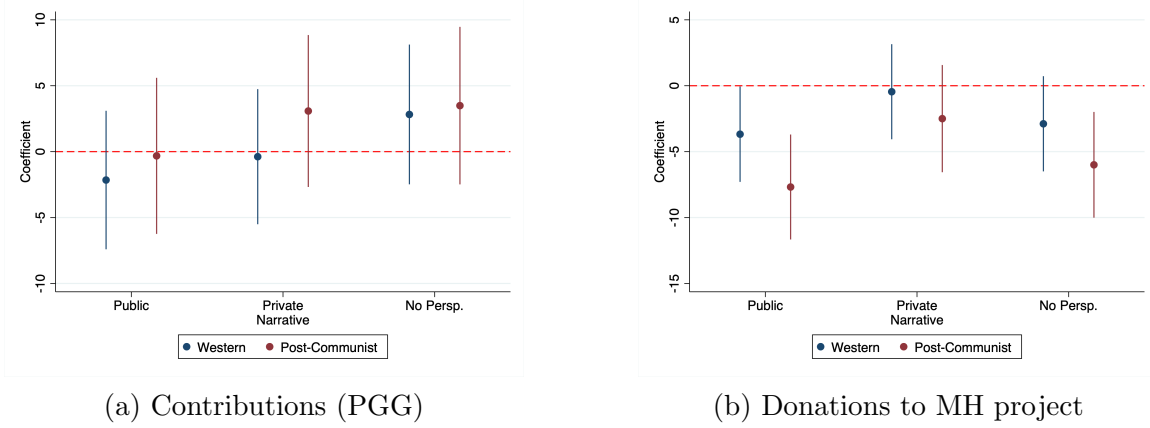 10
5
0
-5
-10
Coefficient
Public
Private
No Persp.
Narrative
Western
Post-Communist
(a) Contributions (PGG)
5
0
-5
-10
-15
Coefficient
Public
Private
No Persp.
Narrative
Western
Post-Communist
(b) Donations to MH project